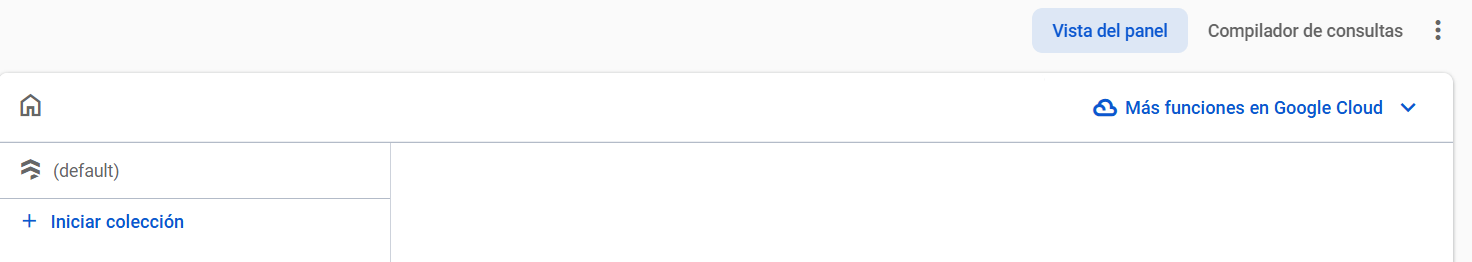 Vista del panel
Compilador de consultas
Más funciones en Google Cloud
(default)
+ Iniciar colección